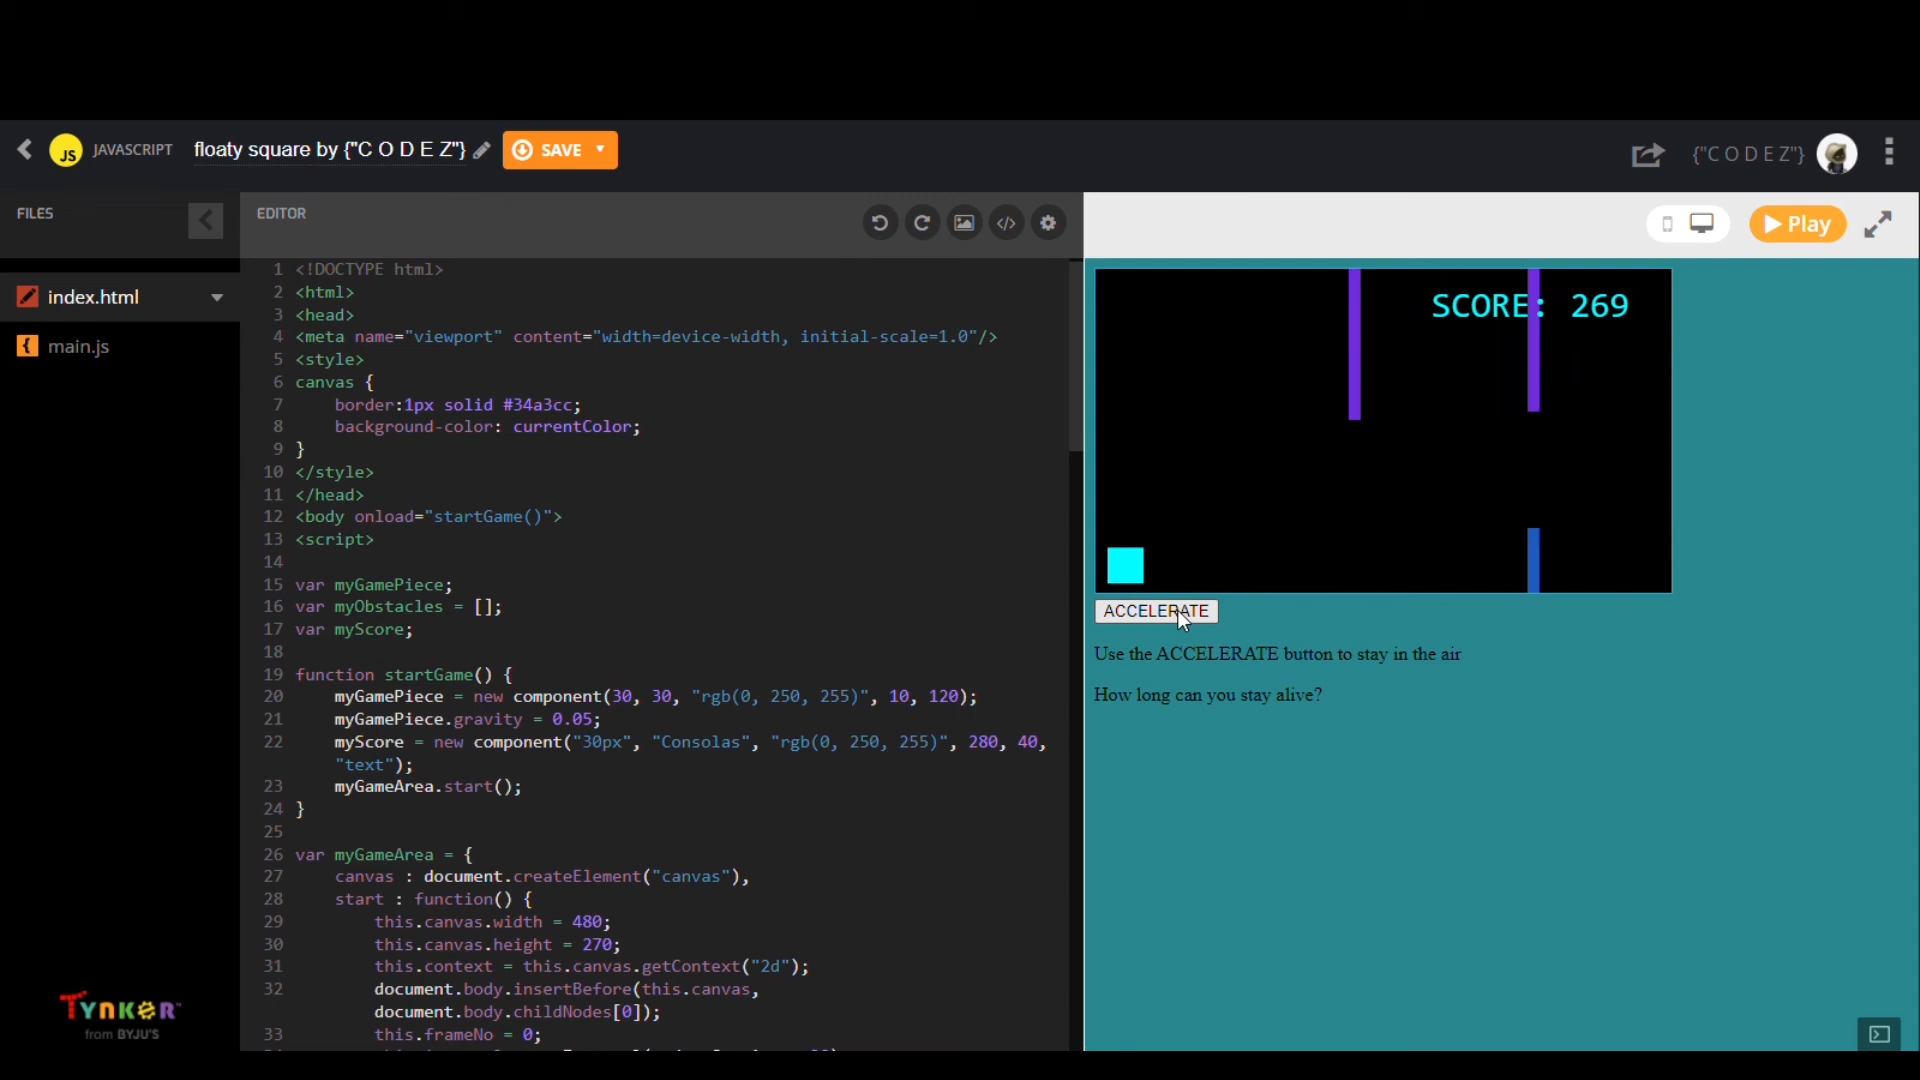 JS JAVASCRIPT floaty square by {"C O D E Z"} SAVE {"C O D E Z"}
FILES
EDITOR
Play
index.html
main.js
1 <!DOCTYPE html>
2 <html>
3 <head>
4 <meta name="viewport" content="width=device-width, initial-scale=1.0"/>
5 <style>
6 canvas {
7 border:1px solid #34a3cc;
8 background-color: currentColor;
9 }
10 </style>
11 </head>
12 <body onload="startGame()">
13 <script>
14
15 var myGamePiece;
16 var myObstacles = [];
17 var myScore;
18
19 function startGame() {
20 myGamePiece = new component(30, 30, "rgb(0, 250, 255)", 10, 120);
21 myGamePiece.gravity = 0.05;
22 myScore = new component("30px", "Consolas", "rgb(0, 250, 255)", 280, 40,
"text");
23 myGameArea.start();
24 }
25
26 var myGameArea = {
27 canvas : document.createElement("canvas"),
28 start : function() {
29 this.canvas.width = 480;
30 this.canvas.height = 270;
31 this.context = this.canvas.getContext("2d");
32 document.body.insertBefore(this.canvas,
document.body.childNodes[0]);
33 this.frameNo = 0;
SCORE: 269
ACCELERATE
Use the ACCELERATE button to stay in the air
How long can you stay alive?
TYNKER
from BYJU'S